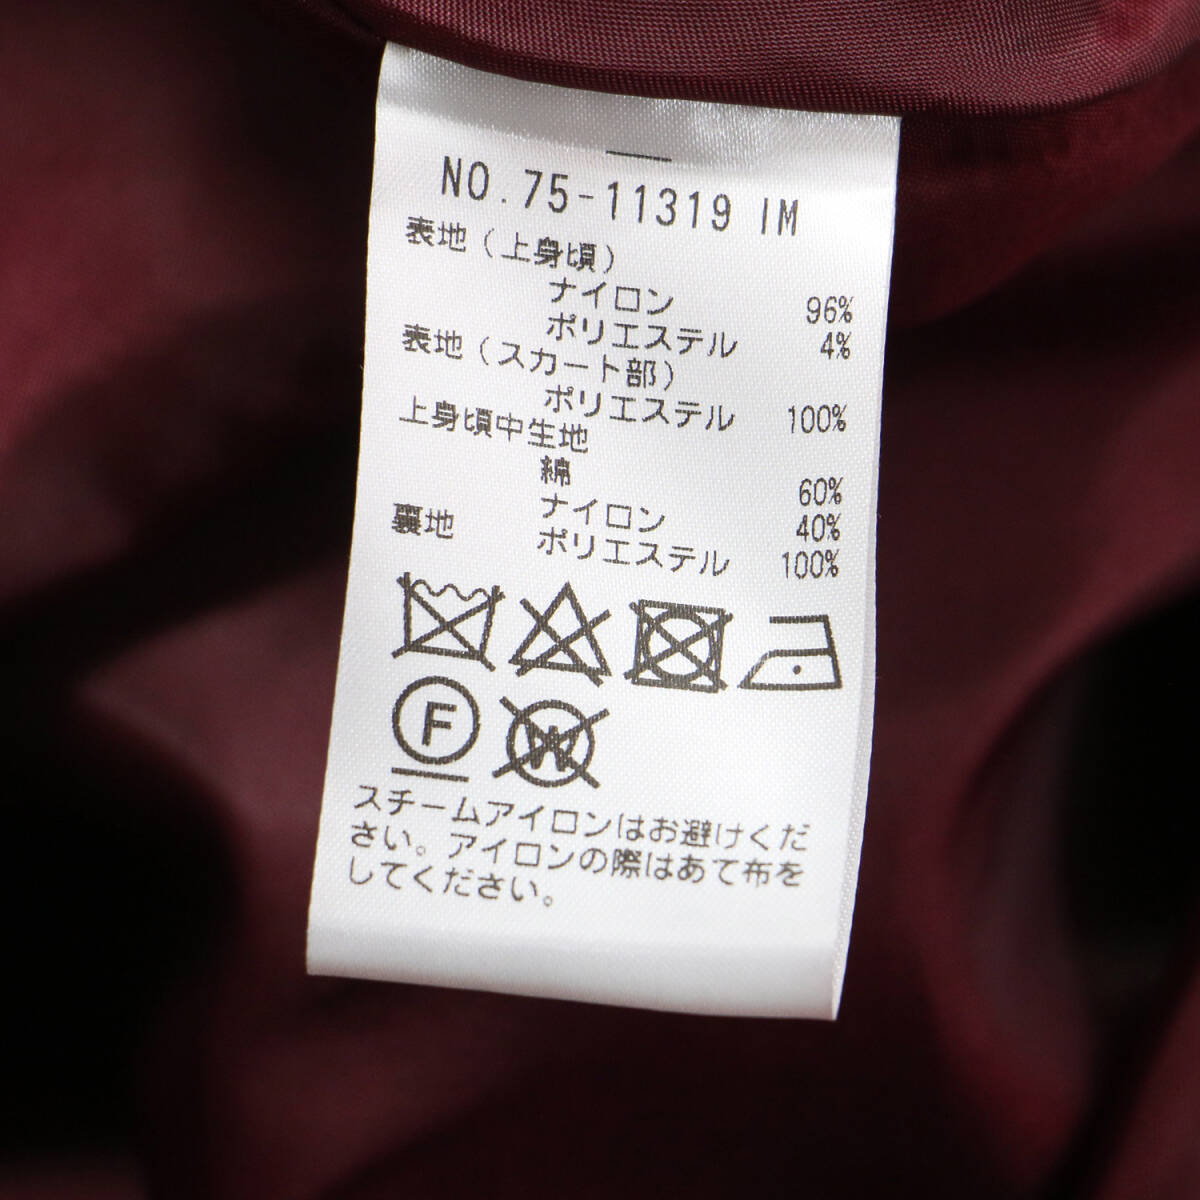 NO.75-11319 IM
表地(上身頃)
ナイロン 96%
ポリエステル 4%
表地(スカート部)
ポリエステル 100%
上身頃中生地
綿 60%
ナイロン 40%
裏地 ポリエステル 100%
F W
スチームアイロンはお避けくだ
さい。アイロンの際はあて布を
してください。